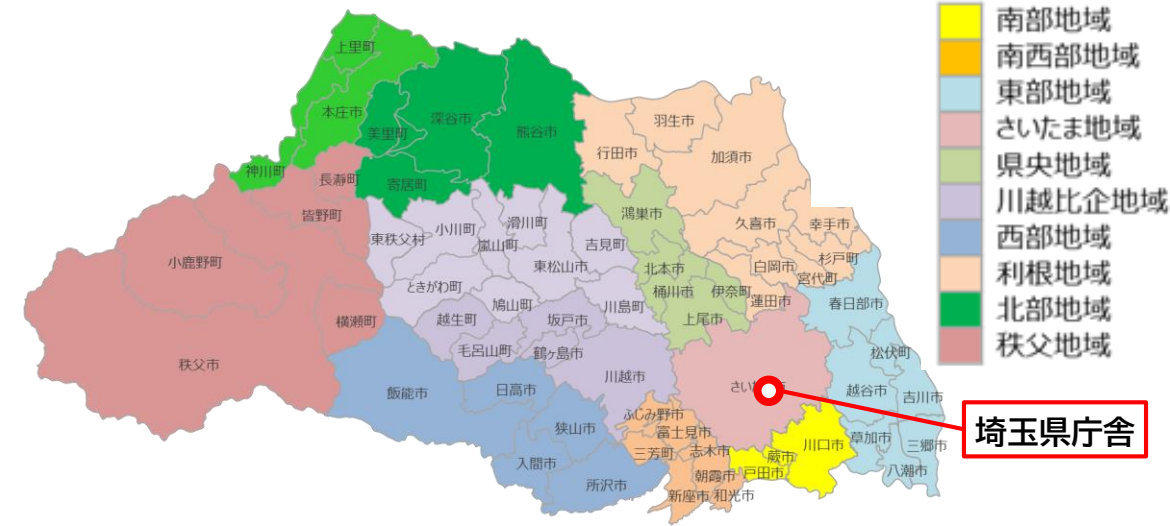 南部地域
南西部地域
東部地域
さいたま地域
県央地域
川越比企地域
西部地域
利根地域
北部地域
秩父地域
上里町
本庄市
神川町
美里町
深谷市
熊谷市
寄居町
長瀞町
皆野町
小鹿野町
秩父市
横瀬町
東秩父村
小川町
嵐山町
滑川町
吉見町
東松山市
ときがわ町
鳩山町
川島町
越生町
坂戸市
毛呂山町
鶴ヶ島市
川越市
飯能市
日高市
狭山市
入間市
所沢市
行田市
羽生市
加須市
久喜市
幸手市
白岡市
杉戸町
宮代町
蓮田市
鴻巣市
北本市
桶川市
伊奈町
上尾市
春日部市
松伏町
越谷市
吉川市
草加市
三郷市
八潮市
ふじみ野市
富士見市
三芳町
志木市
朝霞市
新座市
和光市
戸田市
蕨市
川口市
埼玉県庁舎